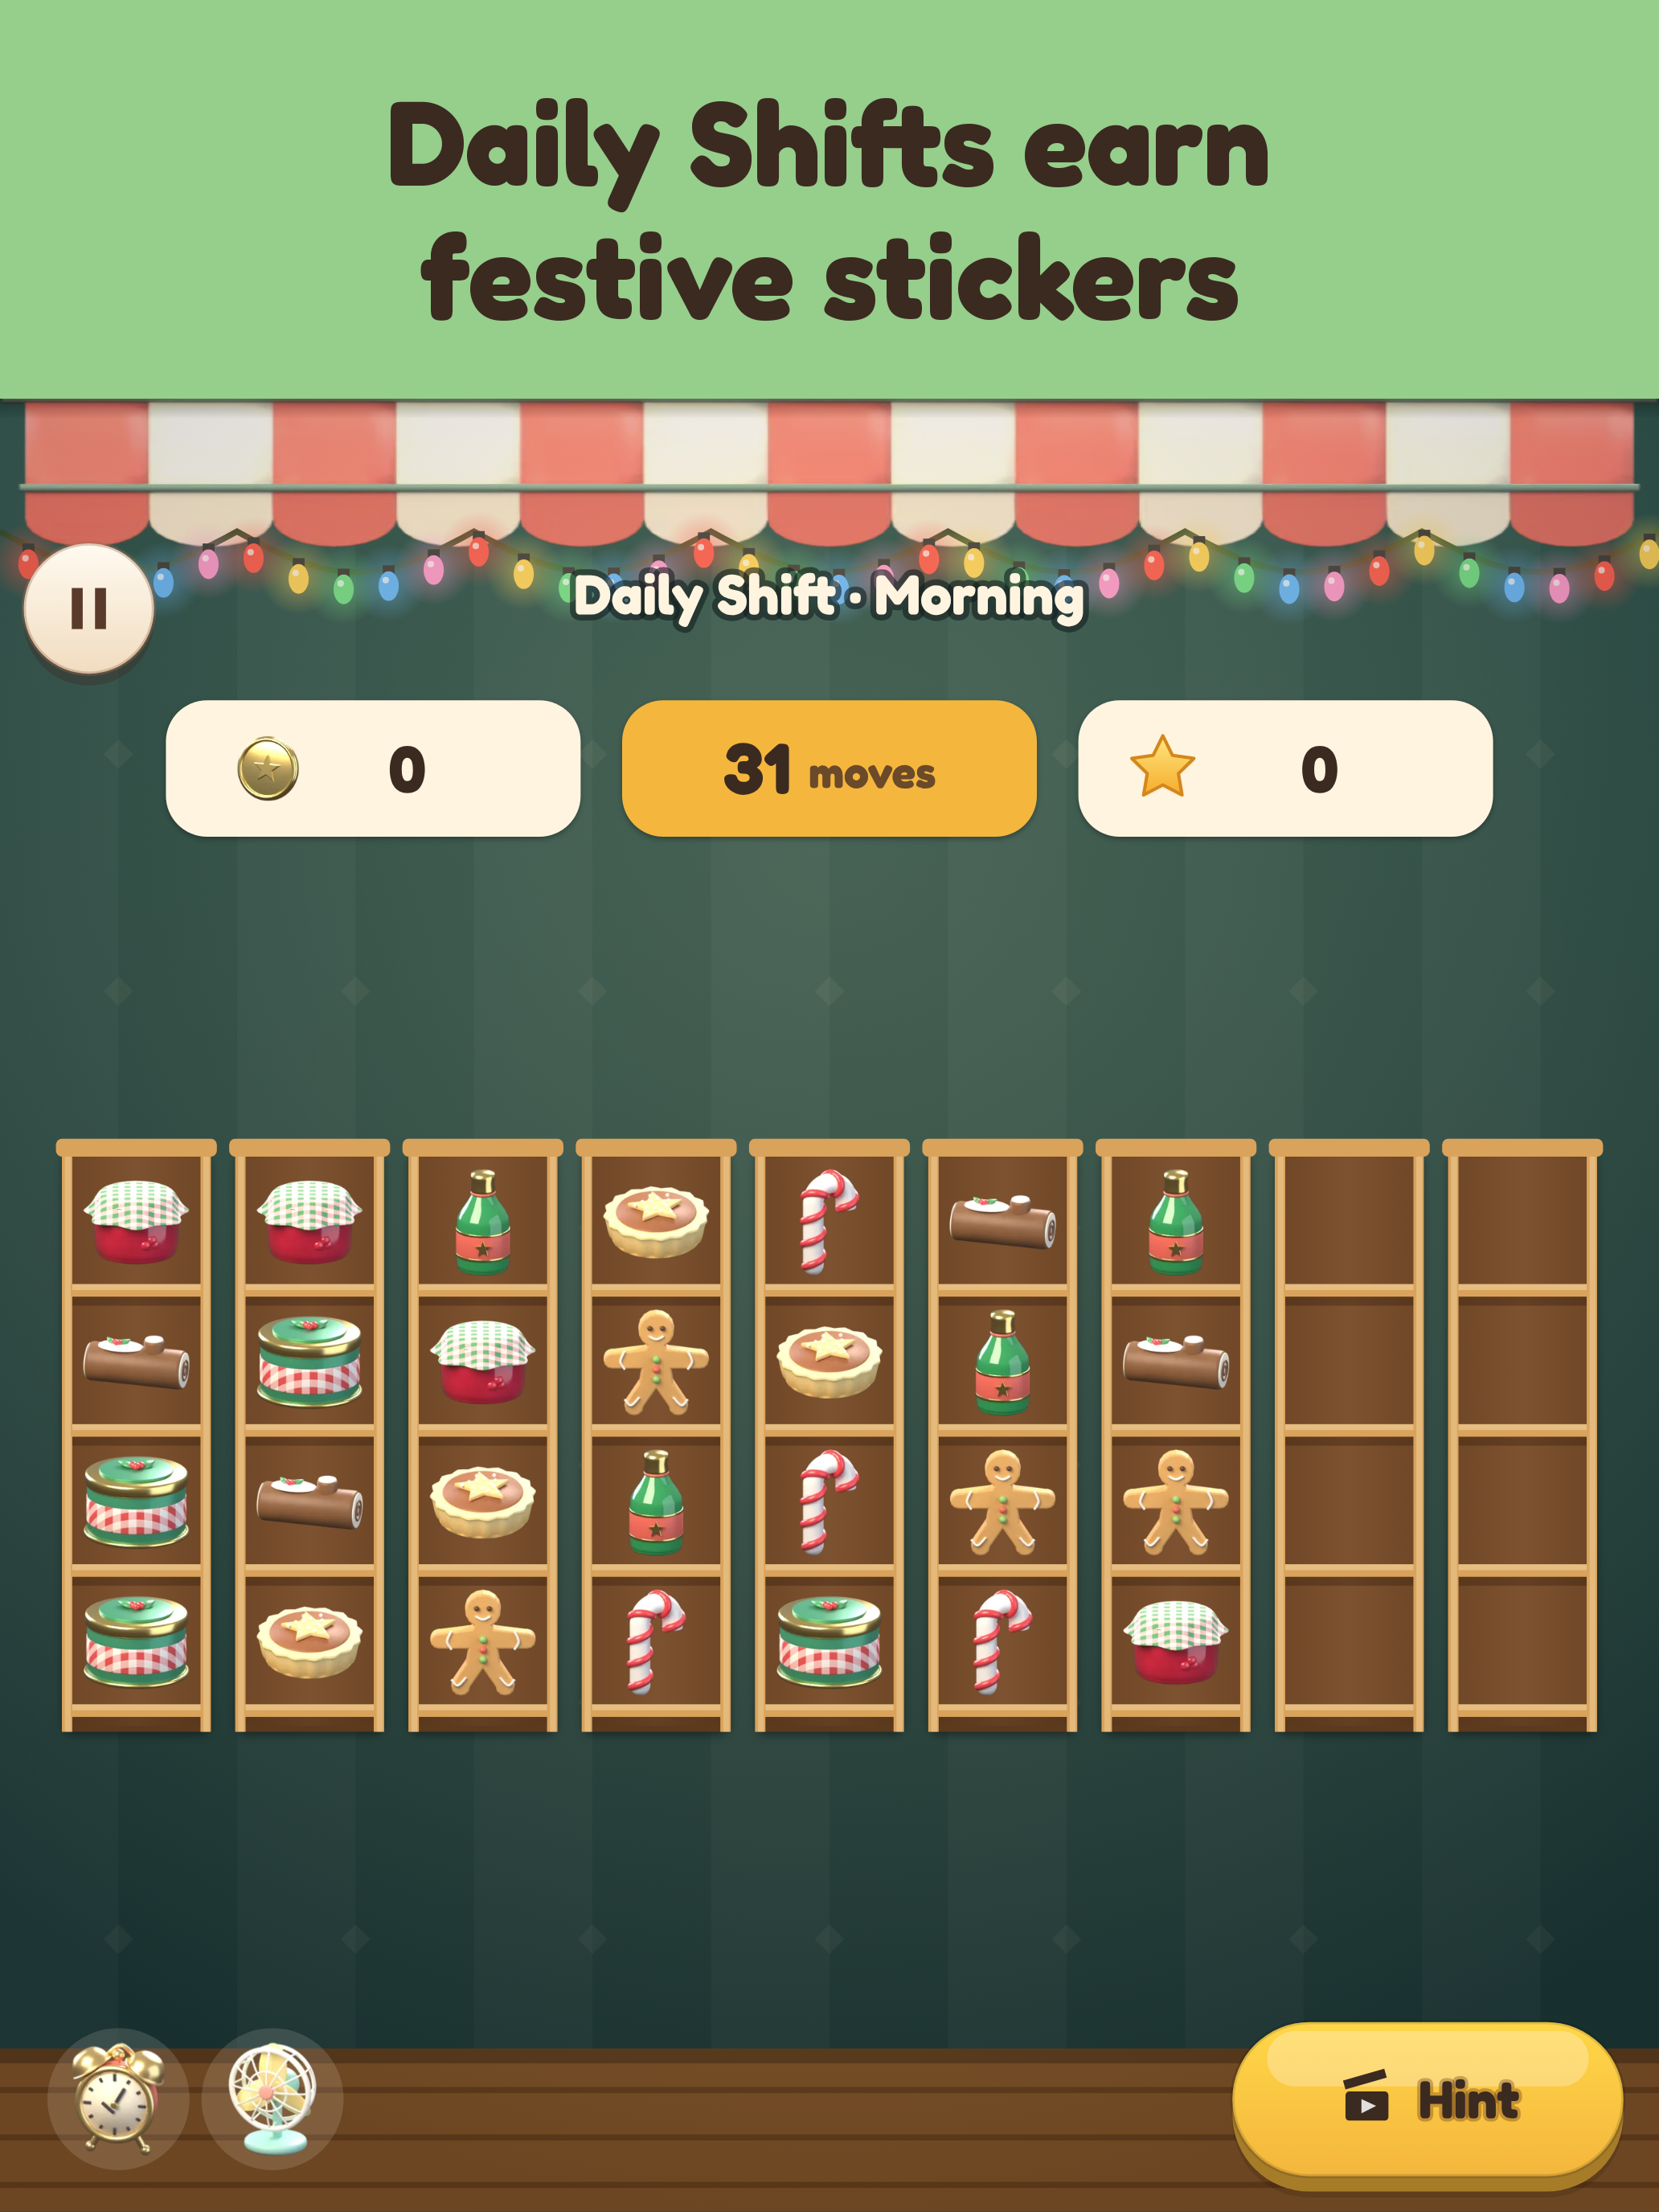 Daily Shifts earn
festive stickers
Daily Shift · Morning
0
31 moves
0
Hint